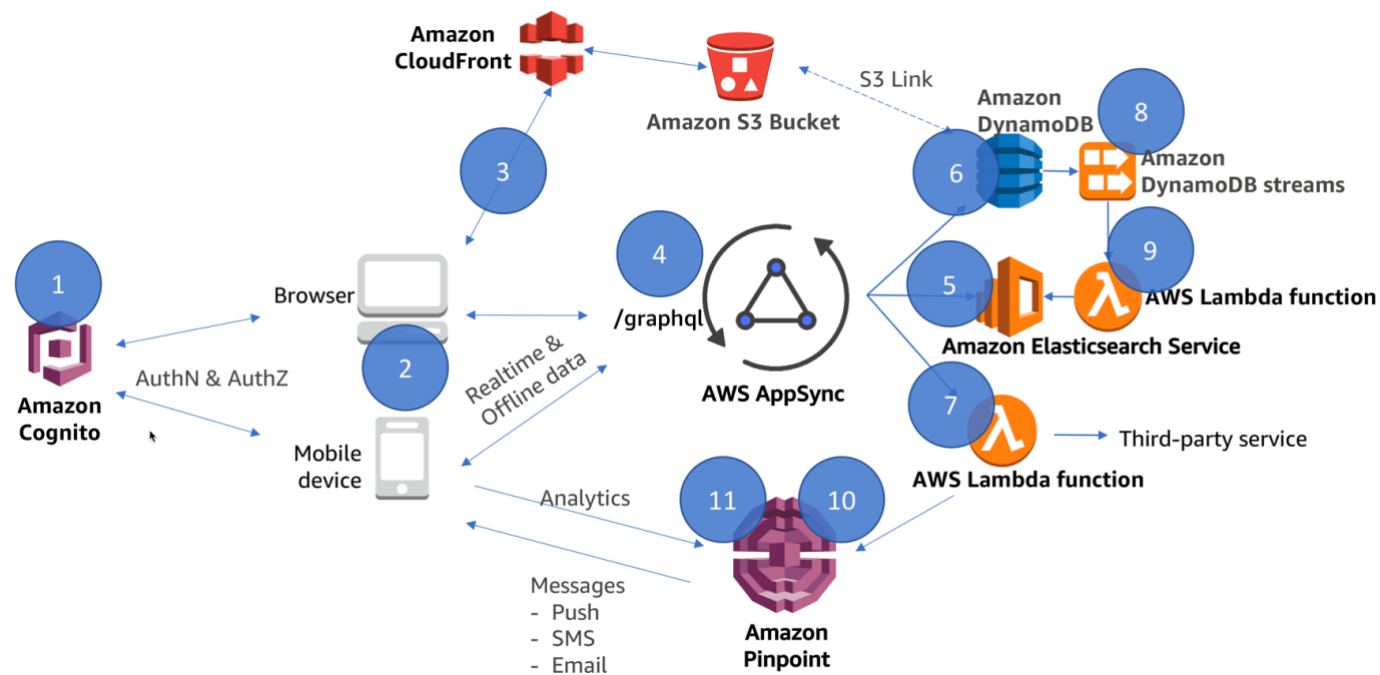 Amazon
CloudFront
Amazon S3 Bucket
S3 Link
Amazon
DynamoDB
8
Amazon
DynamoDB streams
3
6
1
4
5
9
Browser
/graphql
AWS Lambda function
Amazon Elasticsearch Service
2
Realtime &
Offline data
AuthN & AuthZ
AWS AppSync
Amazon
Cognito
7
Third-party service
Mobile
device
AWS Lambda function
Analytics
11
10
Messages
- Push
- SMS
- Email
Amazon
Pinpoint